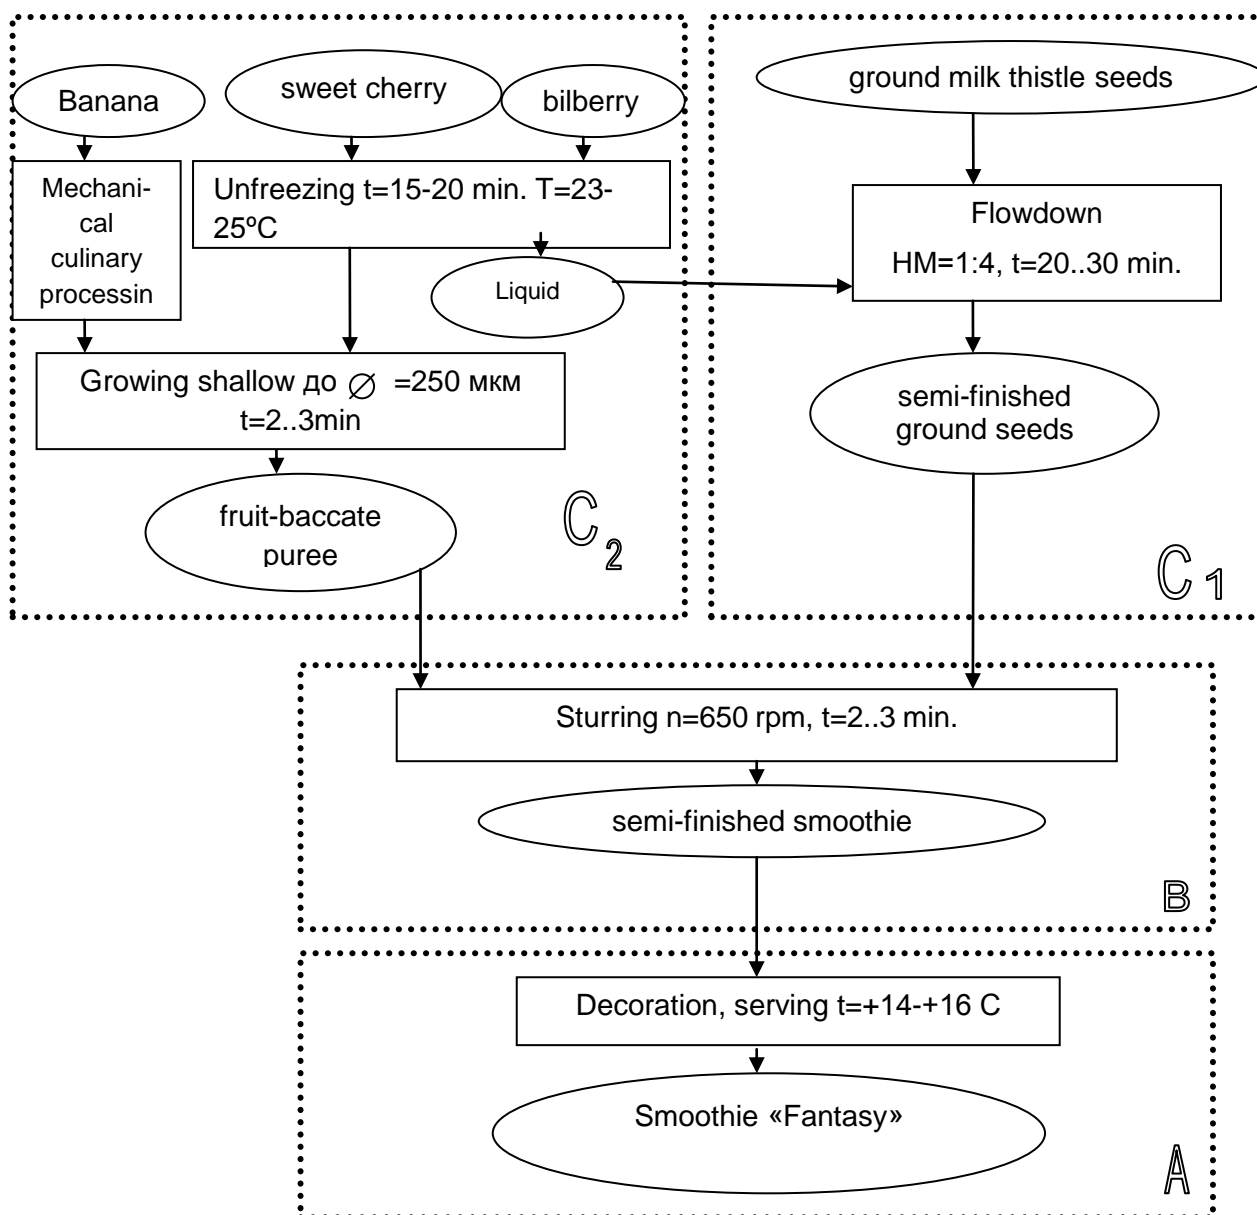 Banana
sweet cherry
bilberry
Mechani-
cal
culinary
processin
Unfreezing t=15-20 min. T=23-
25ºC
Liquid
Growing shallow до ∅ =250 мкм
t=2..3min
fruit-baccate
puree
C2
ground milk thistle seeds
Flowdown
HM=1:4, t=20..30 min.
semi-finished
ground seeds
C1
Sturring n=650 rpm, t=2..3 min.
semi-finished smoothie
B
Decoration, serving t=+14-+16 C
Smoothie «Fantasy»
A